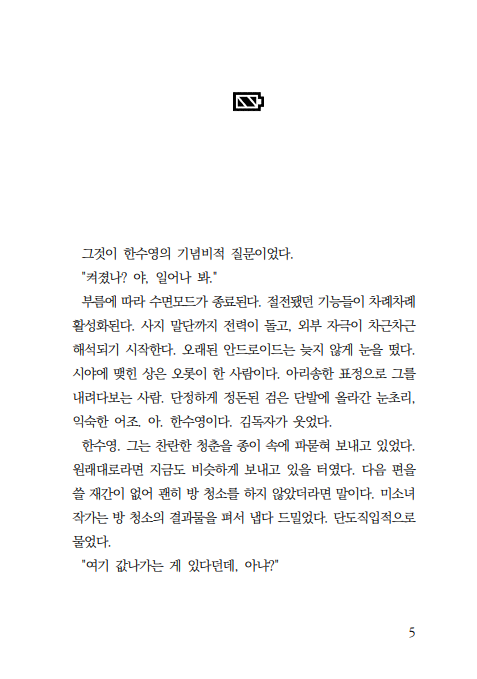 그것이 한수영의 기념비적 질문이었다.
"켜졌나? 야, 일어나 봐."
부름에 따라 수면모드가 종료된다. 절전됐던 기능들이 차례차례
활성화된다. 사지 말단까지 전력이 돌고, 외부 자극이 차근차근
해석되기 시작한다. 오래된 안드로이드는 늦지 않게 눈을 떴다.
시야에 맺힌 상은 오롯이 한 사람이다. 아리송한 표정으로 그를
내려다보는 사람. 단정하게 정돈된 검은 단발에 올라간 눈초리,
익숙한 어조. 아. 한수영이다. 김독자가 웃었다.
한수영. 그는 찬란한 청춘을 종이 속에 파묻혀 보내고 있었다.
원래대로라면 지금도 비슷하게 보내고 있을 터였다. 다음 편을
쓸 재간이 없어 괜히 방 청소를 하지 않았더라면 말이다. 미소녀
작가는 방 청소의 결과물을 펴서 냅다 드밀었다. 단도직입적으로
물었다.
"여기 값나가는 게 있다던데, 아냐?"
5